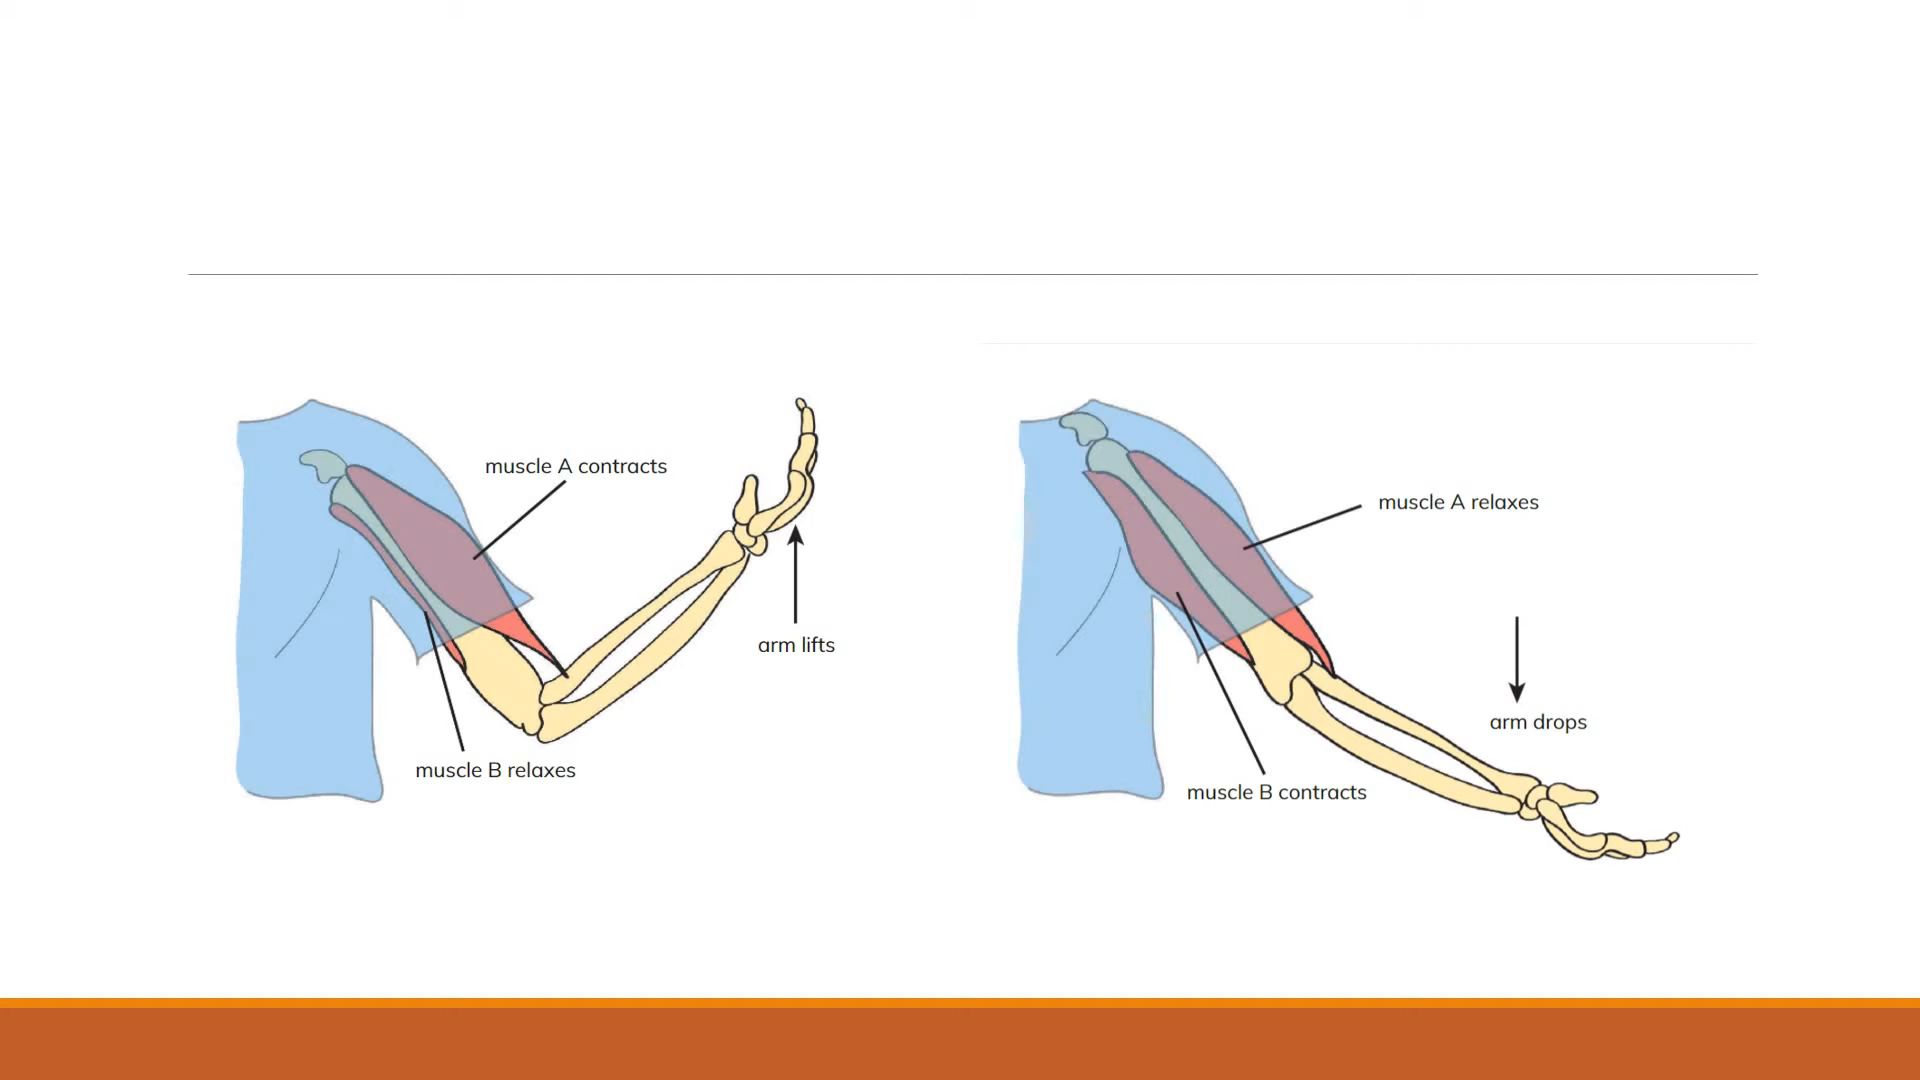 muscle A contracts
arm lifts
muscle B relaxes
muscle A relaxes
arm drops
muscle B contracts